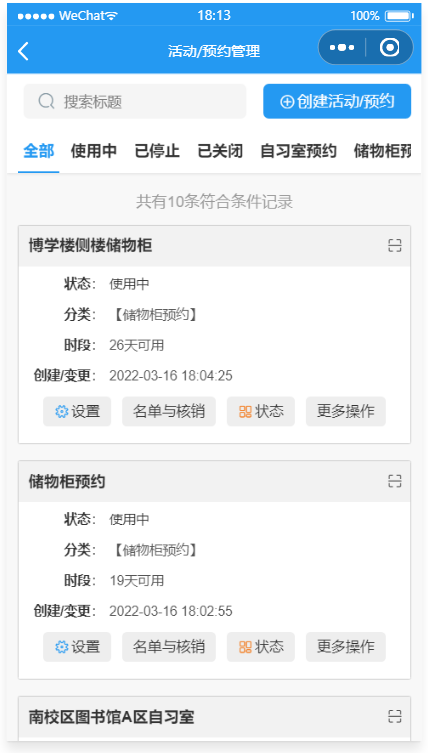 WeChat 18:13 100%
活动/预约管理
搜索标题 创建活动/预约
全部 使用中 已停止 已关闭 自习室预约 储物柜预
共有10条符合条件记录
博学楼侧楼储物柜
状态： 使用中
分类： 【储物柜预约】
时段： 26天可用
创建/变更： 2022-03-16 18:04:25
设置 名单与核销 状态 更多操作
储物柜预约
状态： 使用中
分类： 【储物柜预约】
时段： 19天可用
创建/变更： 2022-03-16 18:02:55
设置 名单与核销 状态 更多操作
南校区图书馆A区自习室